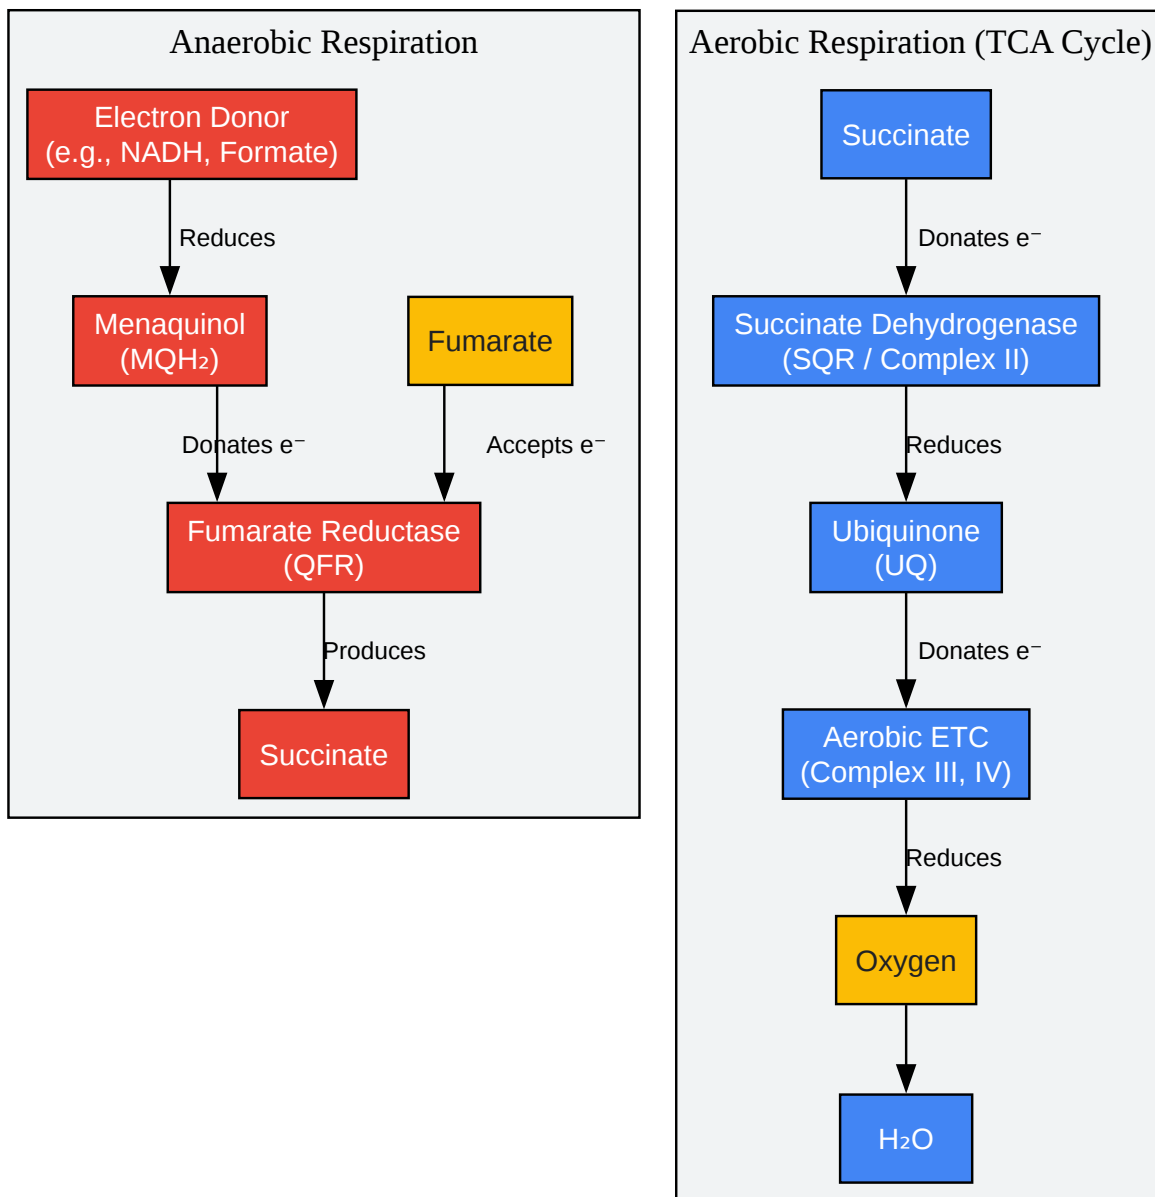 Anaerobic Respiration
Electron Donor
(e.g., NADH, Formate)
Reduces
Menaquinol
(MQH₂)
Fumarate
Donates e⁻
Accepts e⁻
Fumarate Reductase
(QFR)
Produces
Succinate
Aerobic Respiration (TCA Cycle)
Succinate
Donates e⁻
Succinate Dehydrogenase
(SQR / Complex II)
Reduces
Ubiquinone
(UQ)
Donates e⁻
Aerobic ETC
(Complex III, IV)
Reduces
Oxygen
H₂O